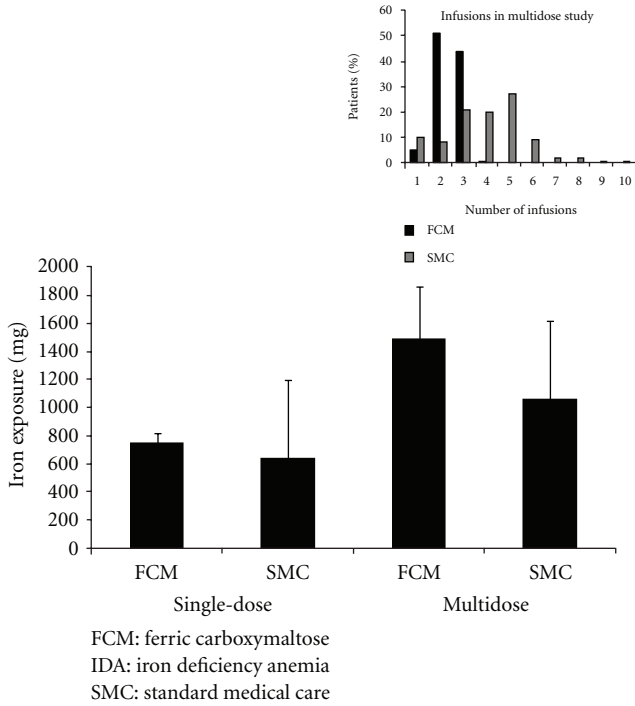 Infusions in multidose study
60
50
40
30
20
10
0
Patients (%)
1 2 3 4 5 6 7 8 9 10
Number of infusions
FCM
SMC
2000
1800
1600
1400
1200
1000
800
600
400
200
0
Iron exposure (mg)
FCM SMC FCM SMC
Single-dose Multidose
FCM: ferric carboxymaltose
IDA: iron deficiency anemia
SMC: standard medical care